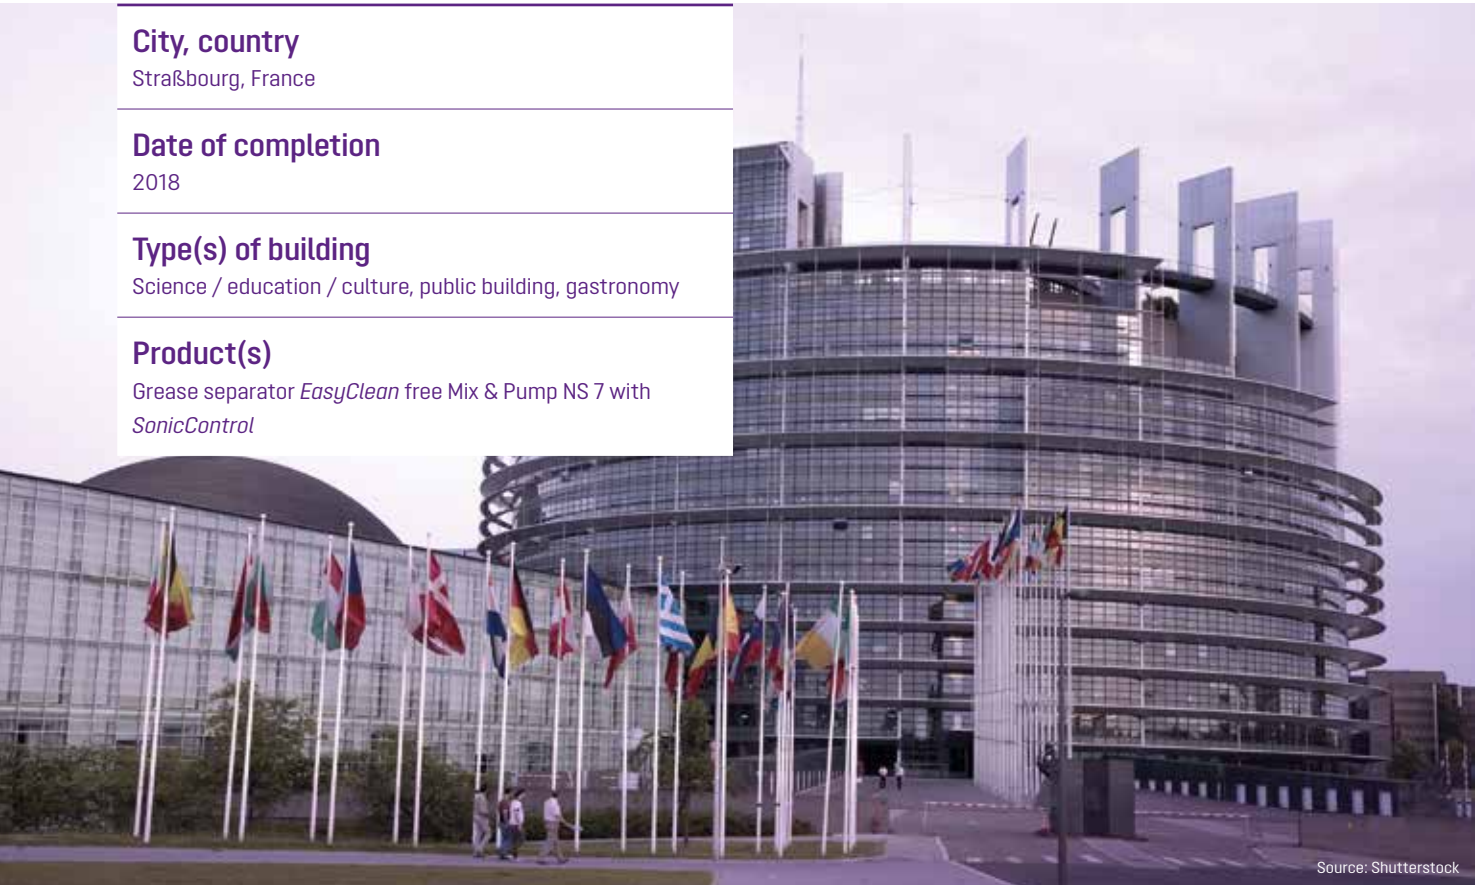 City, country
Straßbourg, France
Date of completion
2018
Type(s) of building
Science / education / culture, public building, gastronomy
Product(s)
Grease separator EasyClean free Mix & Pump NS 7 with
SonicControl
Source: Shutterstock